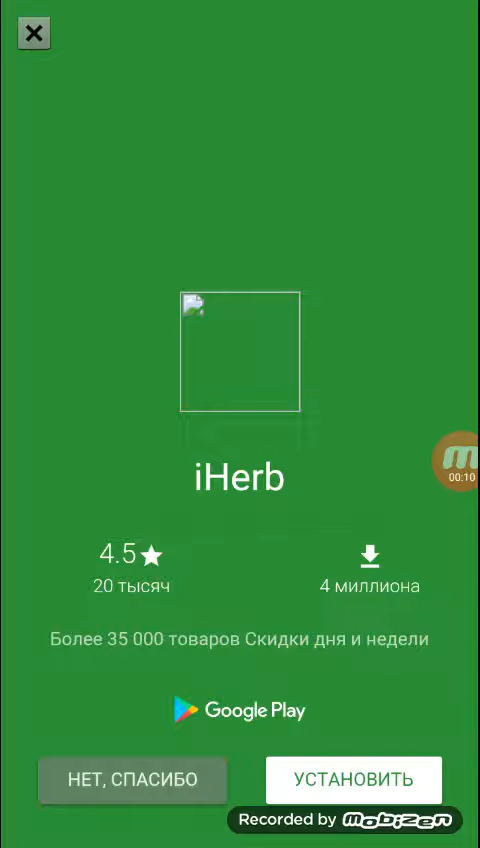 iHerb
00:10
4.5
20 тысяч
4 миллиона
Более 35 000 товаров Скидки дня и недели
Google Play
НЕТ, СПАСИБО
УСТАНОВИТЬ
Recorded by Mobizen